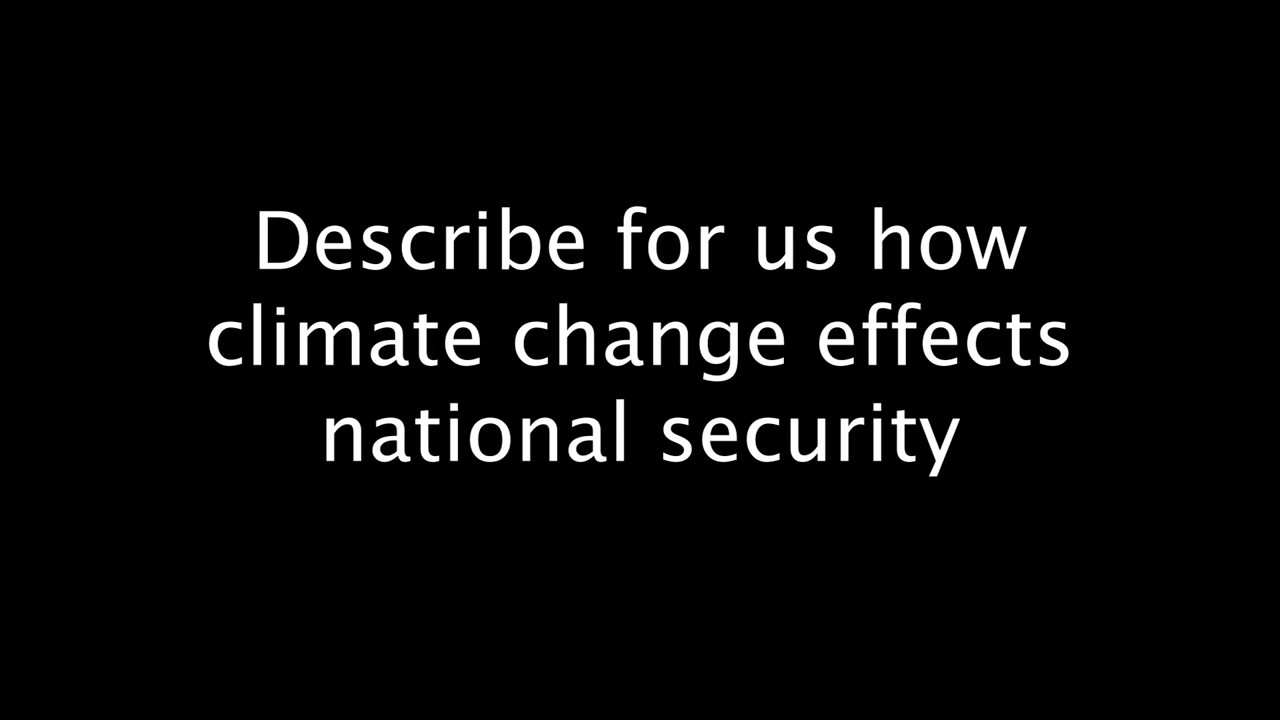 Describe for us how
climate change effects
national security